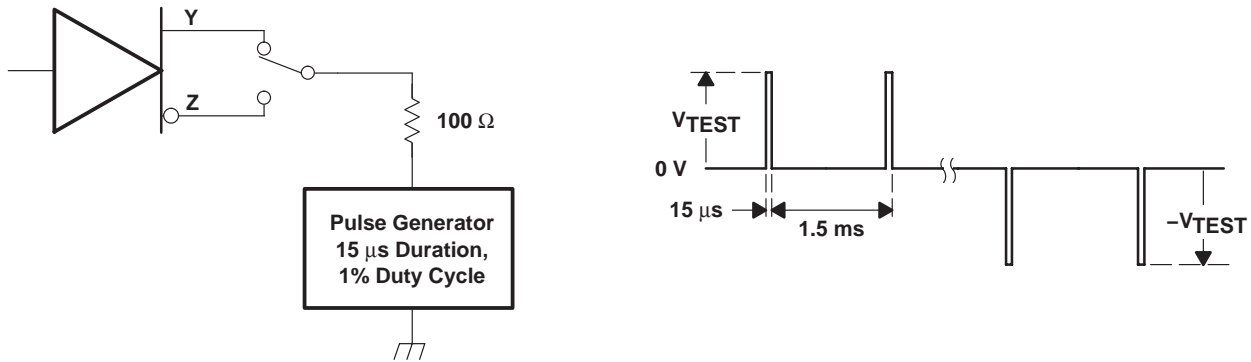 Y
Z
100 Ω
Pulse Generator
15 μs Duration,
1% Duty Cycle
VTEST
0 V
15 μs
1.5 ms
–VTEST